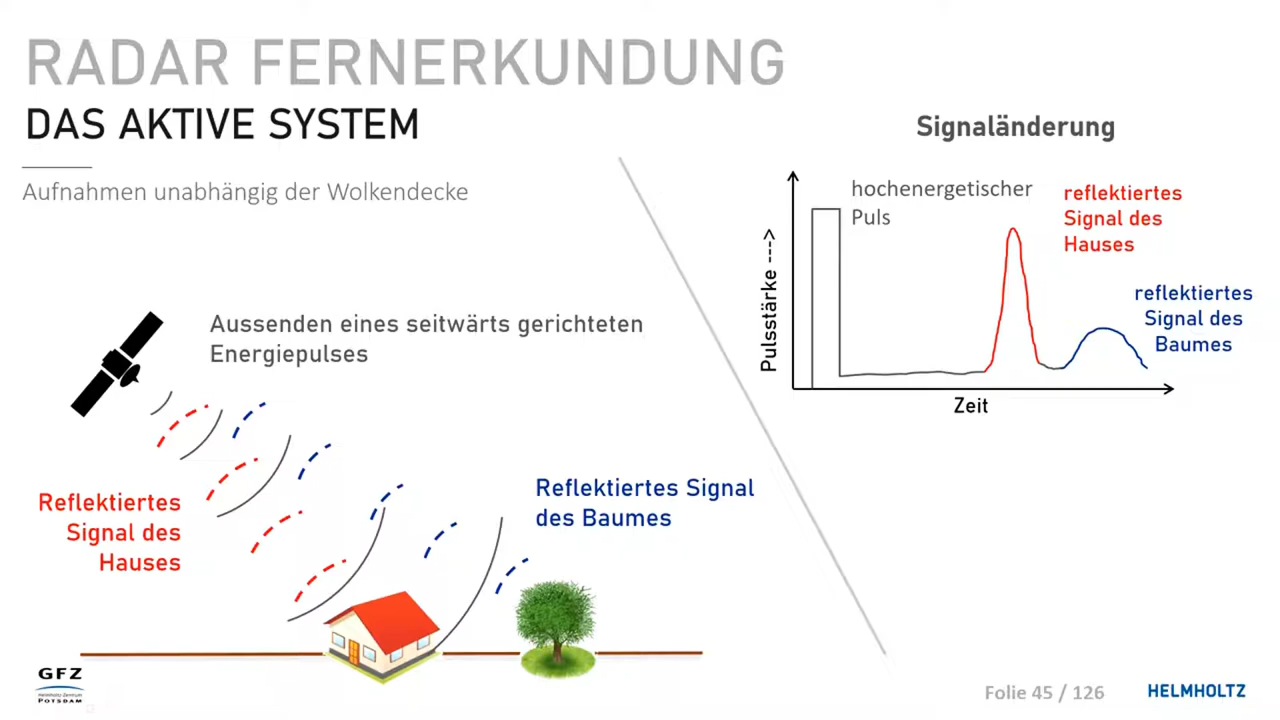 RADAR FERNERKUNDUNG
DAS AKTIVE SYSTEM
Aufnahmen unabhängig der Wolkendecke
Aussenden eines seitwärts gerichteten
Energiepulses
Reflektiertes
Signal des
Hauses
Reflektiertes Signal
des Baumes
Signaländerung
hochenergetischer
Puls
reflektiertes
Signal des
Hauses
reflektiertes
Signal des
Baumes
Pulsstärke --->
Zeit
GFZ
Helmholtz-Zentrum
POTSDAM
Folie 45 / 126
HELMHOLTZ